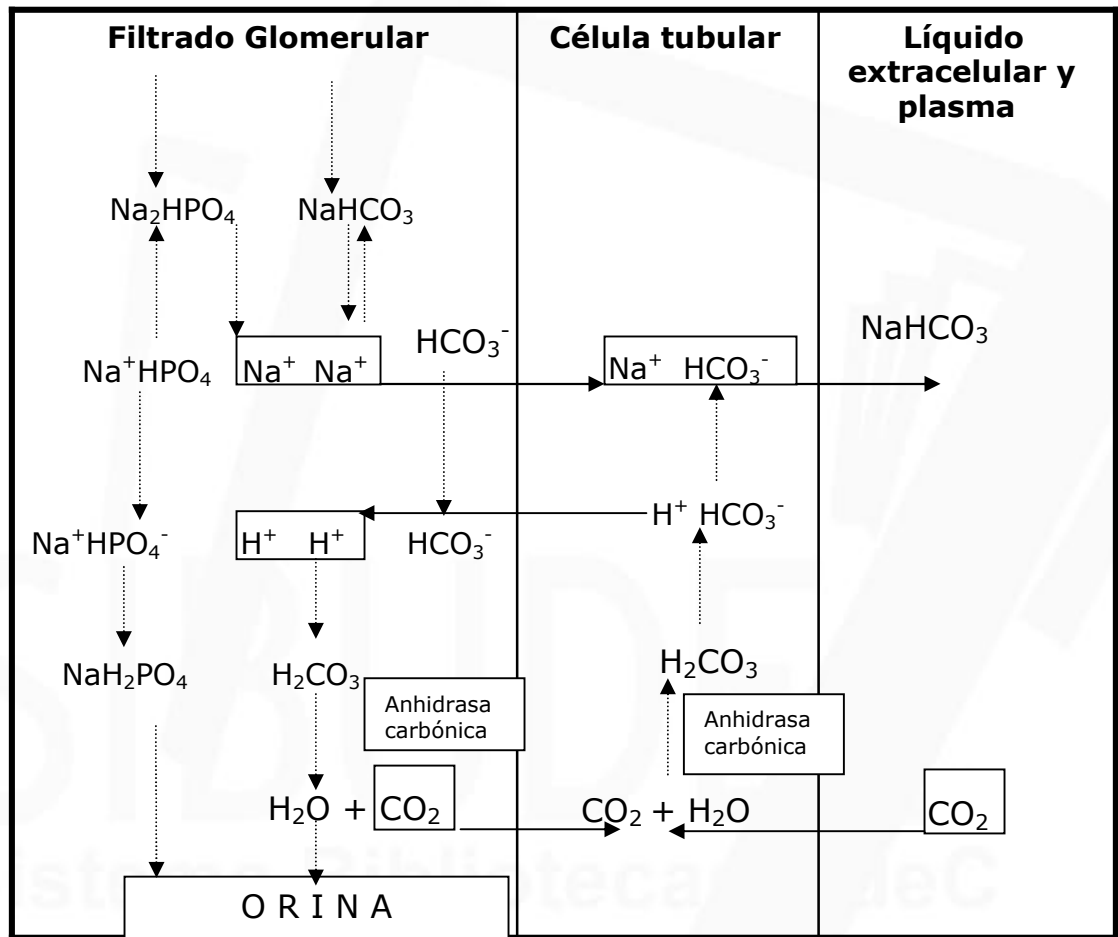 Filtrado Glomerular
Célula tubular
Líquido
extracelular y
plasma
Na₂HPO₄ NaHCO₃
HCO₃⁻
NaHCO₃
Na⁺HPO₄ Na⁺ Na⁺
Na⁺ HCO₃⁻
Na⁺HPO₄⁻ H⁺ H⁺ HCO₃⁻
H⁺ HCO₃⁻
NaH₂PO₄ H₂CO₃
H₂CO₃
Anhidrasa
carbónica
Anhidrasa
carbónica
H₂O + CO₂
CO₂ + H₂O
CO₂
O R I N A